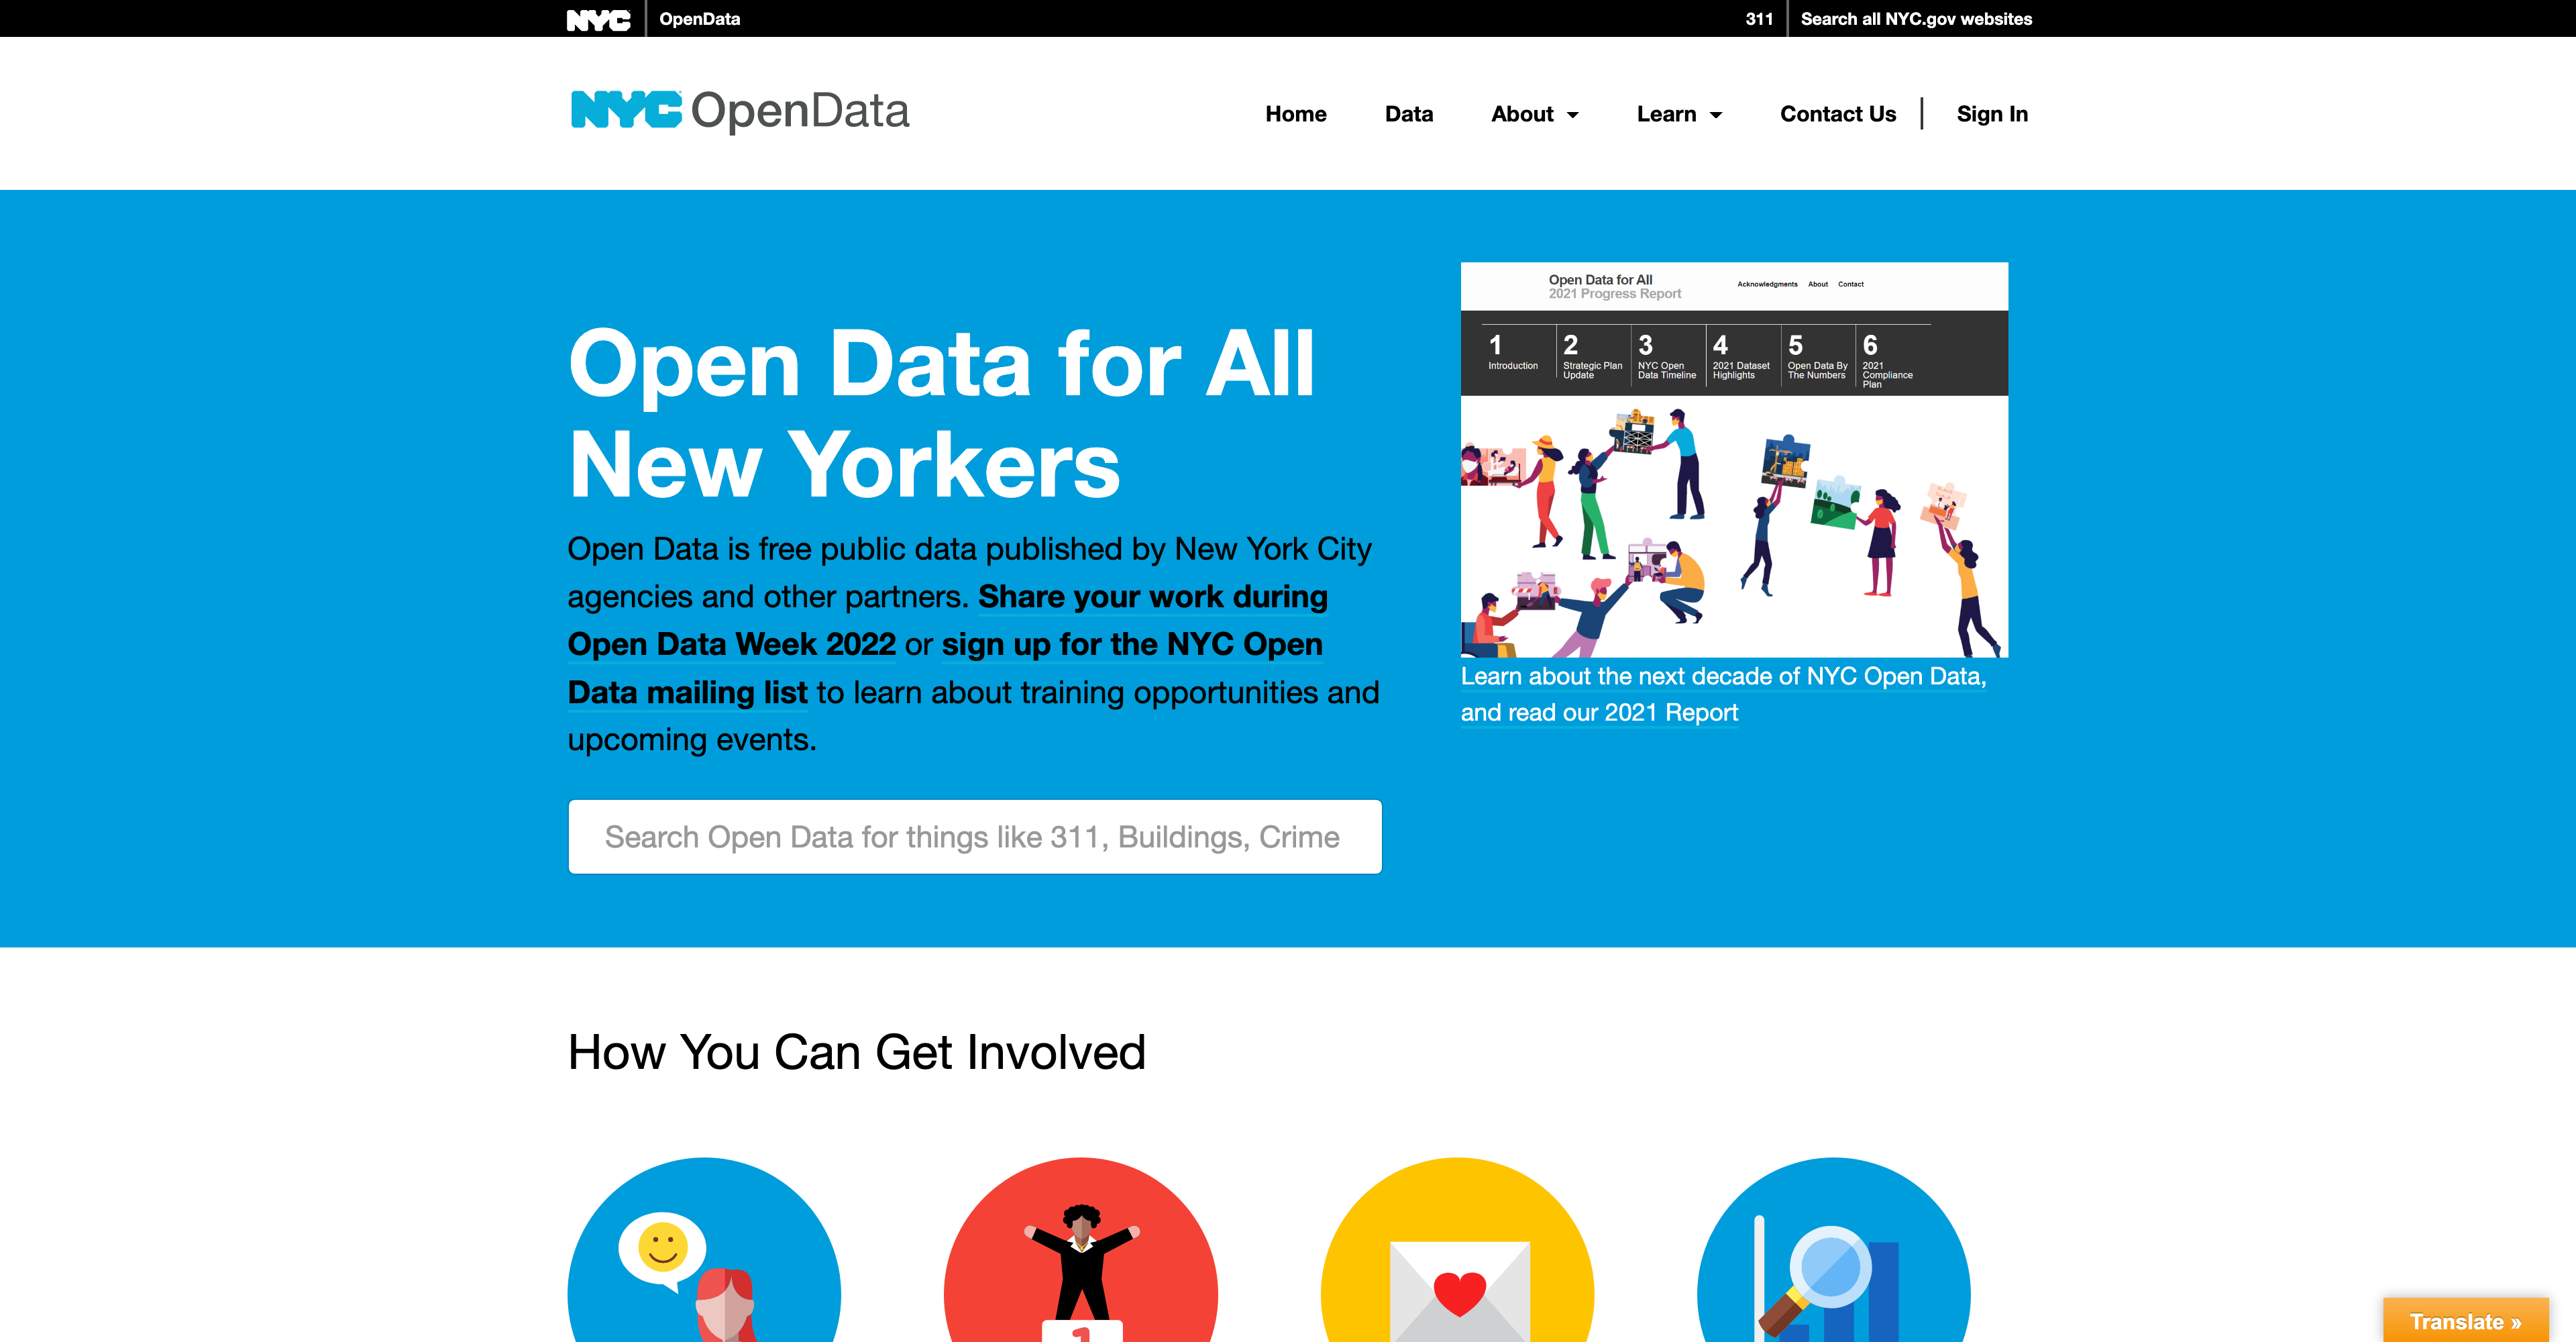 NYC OpenData 311 Search all NYC.gov websites
NYC OpenData Home Data About Learn Contact Us Sign In
Open Data for All
New Yorkers
Open Data is free public data published by New York City
agencies and other partners. Share your work during
Open Data Week 2022 or sign up for the NYC Open
Data mailing list to learn about training opportunities and
upcoming events.
Search Open Data for things like 311, Buildings, Crime
Open Data for All
2021 Progress Report
Acknowledgments About Contact
1
Introduction
2
Strategic Plan
Update
3
NYC Open
Data Timeline
4
2021 Dataset
Highlights
5
Open Data By
The Numbers
6
2021
Compliance
Plan
Learn about the next decade of NYC Open Data,
and read our 2021 Report
How You Can Get Involved
1
Translate »